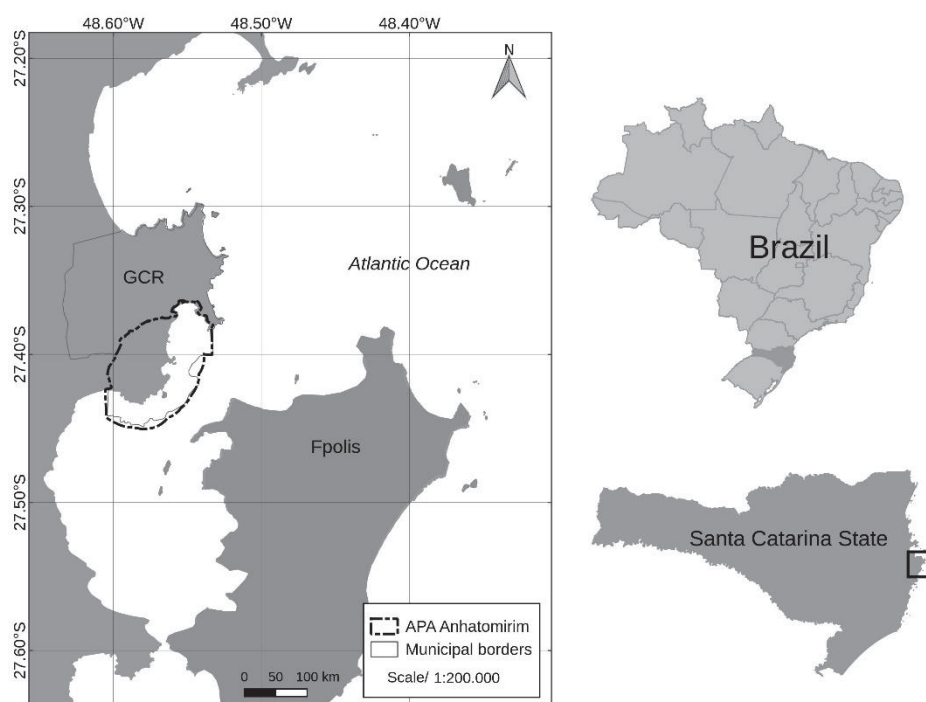 48.60°W 48.50°W 48.40°W
27.20°S
N
27.30°S
GCR
Atlantic Ocean
27.40°S
Fpolis
27.50°S
27.60°S
APA Anhatomirim
Municipal borders
Scale/ 1:200.000
0 50 100 km
Brazil
Santa Catarina State